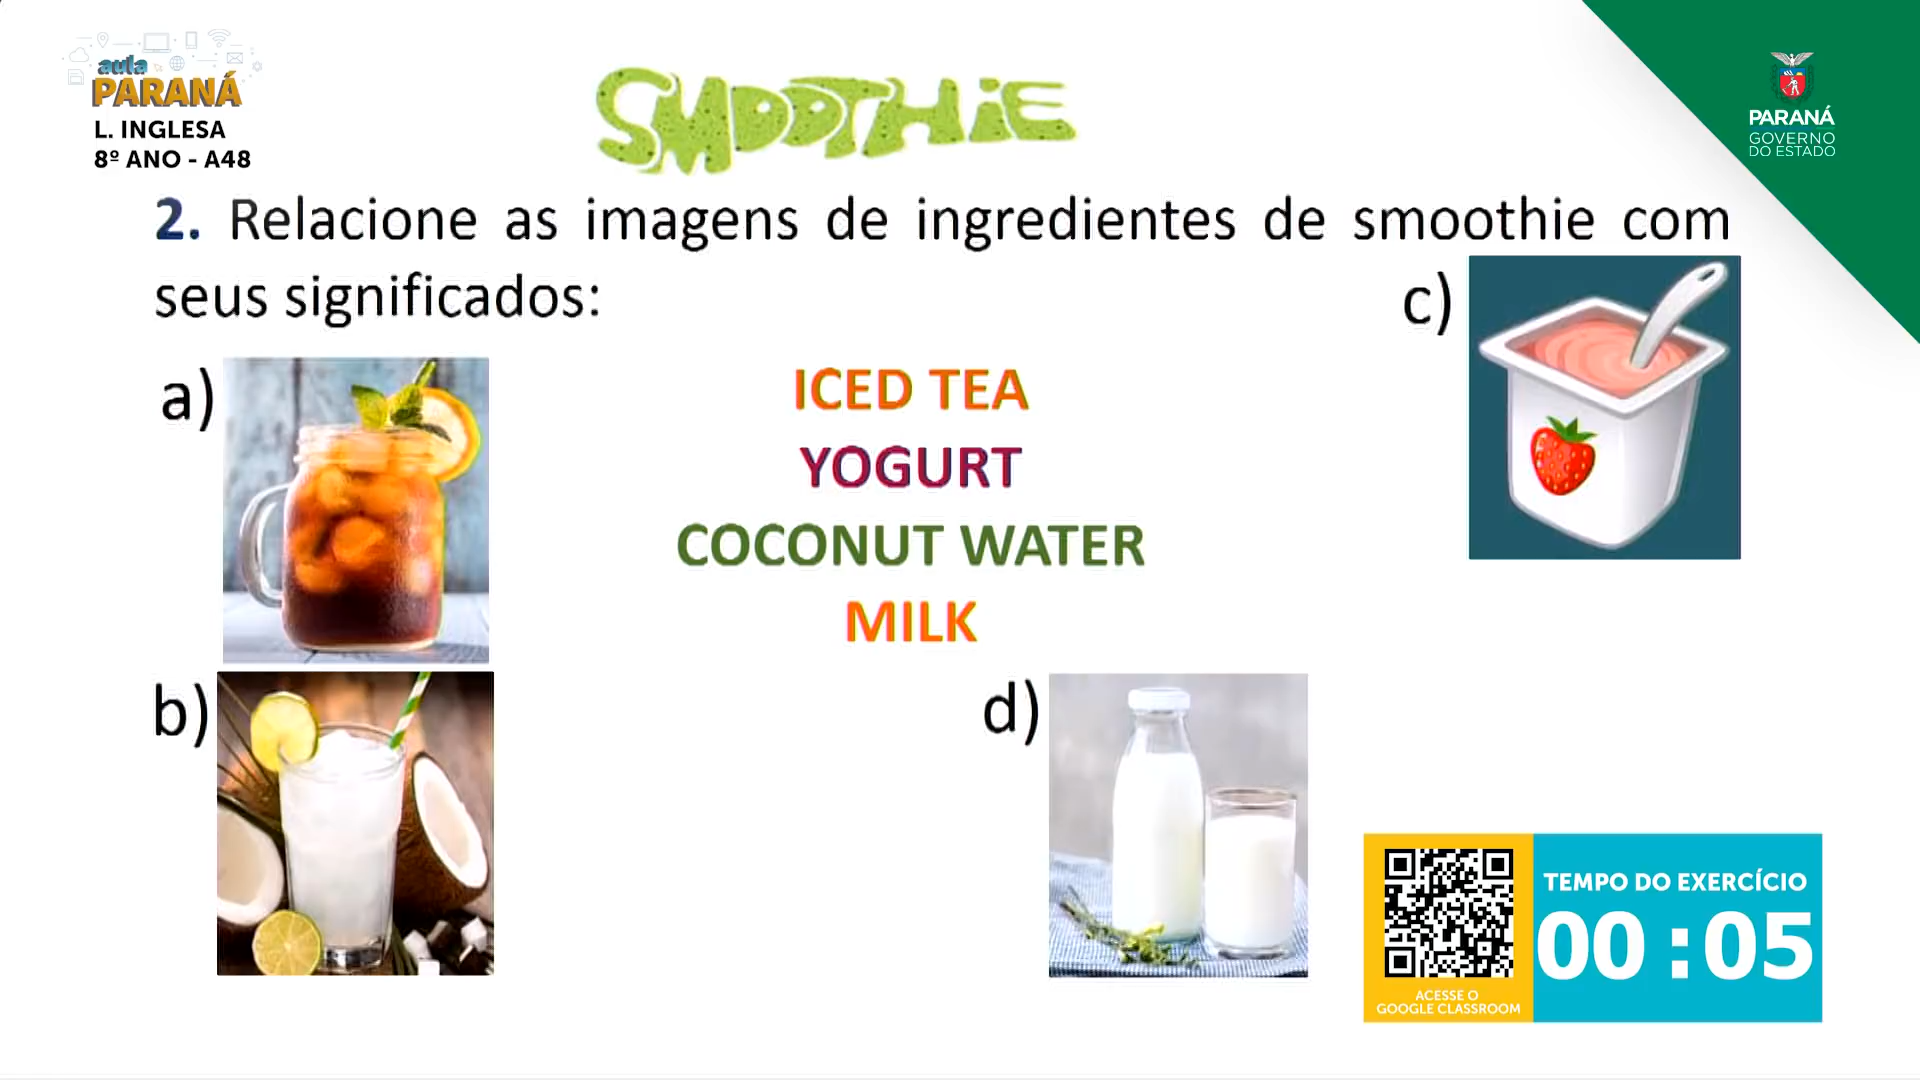 aula
PARANÁ
L. INGLESA
8º ANO - A48
SMOOTHIE
PARANÁ
GOVERNO
DO ESTADO
2. Relacione as imagens de ingredientes de smoothie com
seus significados:
c)
a)
ICED TEA
YOGURT
COCONUT WATER
MILK
b)
d)
TEMPO DO EXERCÍCIO
00 : 05
ACESSE O
GOOGLE CLASSROOM